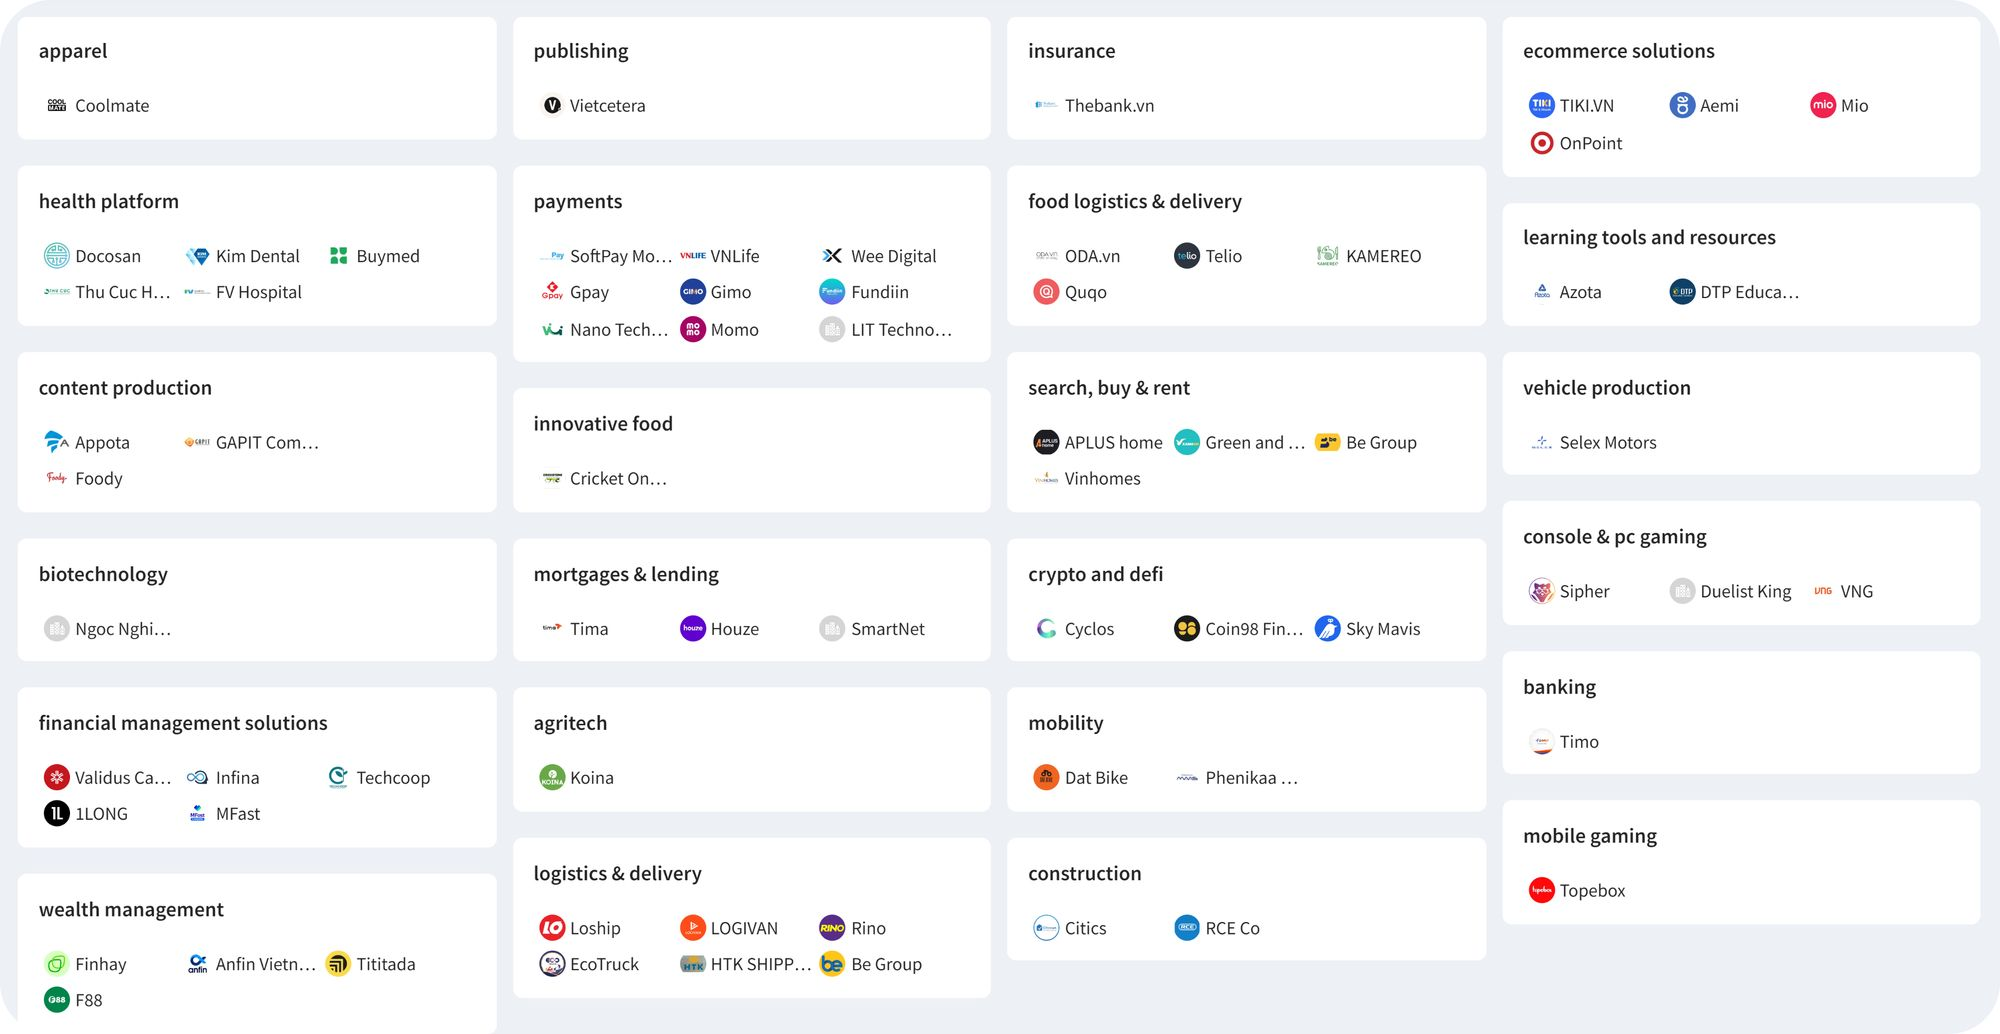 apparel
Coolmate
health platform
Docosan Kim Dental Buymed
Thu Cuc H... FV Hospital
content production
Appota GAPIT Com...
Foody
biotechnology
Ngoc Nghi...
financial management solutions
Validus Ca... Infina Techcoop
1LONG MFast
wealth management
Finhay Anfin Vietn... Tititada
F88
publishing
Vietcetera
payments
SoftPay Mo... VNLife Wee Digital
Gpay Gimo Fundiin
Nano Tech... Momo LIT Techno...
innovative food
Cricket On...
mortgages & lending
Tima Houze SmartNet
agritech
Koina
logistics & delivery
Loship LOGIVAN Rino
EcoTruck HTK SHIPP... Be Group
insurance
Thebank.vn
food logistics & delivery
ODA.vn Telio KAMEREO
Quqo
search, buy & rent
APLUS home Green and ... Be Group
Vinhomes
crypto and defi
Cyclos Coin98 Fin... Sky Mavis
mobility
Dat Bike Phenikaa ...
construction
Citics RCE Co
ecommerce solutions
TIKI.VN Aemi Mio
OnPoint
learning tools and resources
Azota DTP Educa...
vehicle production
Selex Motors
console & pc gaming
Sipher Duelist King VNG
banking
Timo
mobile gaming
Topebox